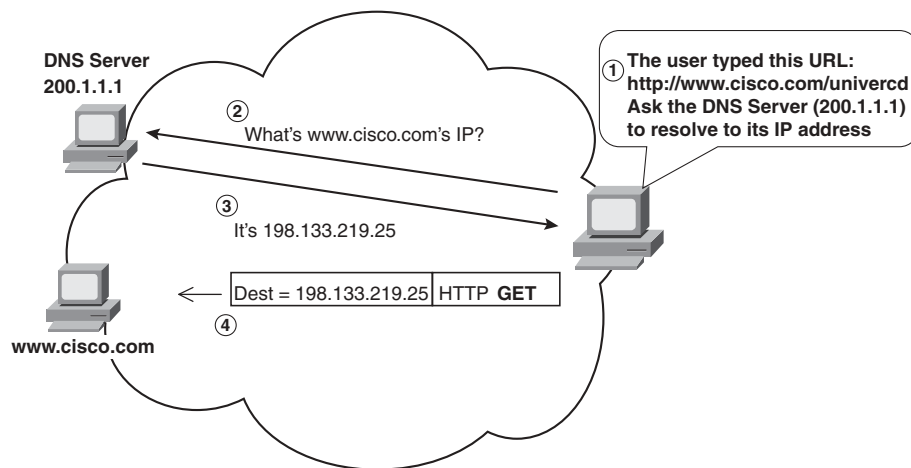 DNS Server
200.1.1.1
1
The user typed this URL:
http://www.cisco.com/univercd
Ask the DNS Server (200.1.1.1)
to resolve to its IP address
2
What's www.cisco.com's IP?
3
It's 198.133.219.25
Dest = 198.133.219.25 HTTP GET
4
www.cisco.com